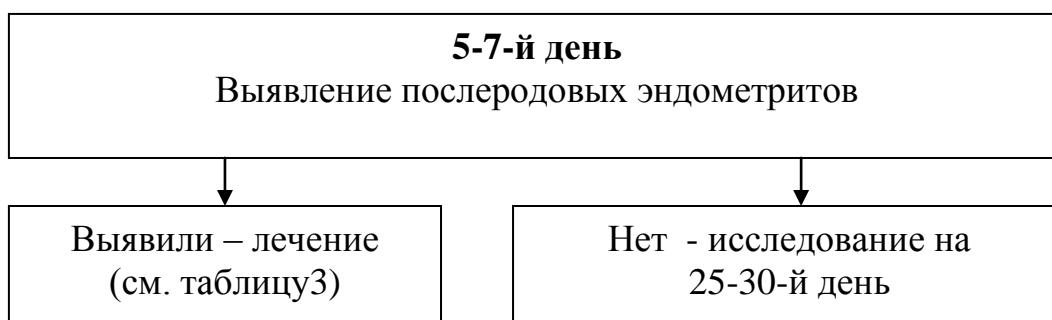 5-7-й день
Выявление послеродовых эндометритов
Выявили – лечение
(см. таблицу3)
Нет - исследование на
25-30-й день